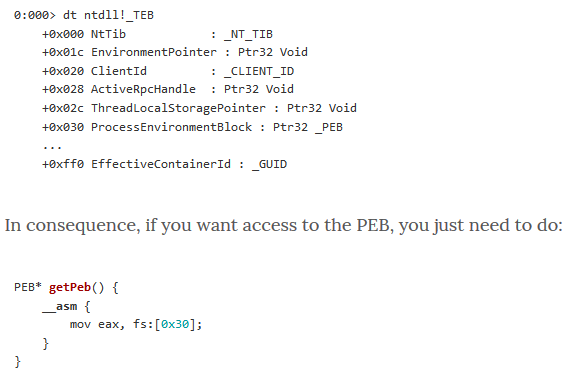 0:000> dt ntdll!_TEB
+0x000 NtTib            : _NT_TIB
+0x01c EnvironmentPointer : Ptr32 Void
+0x020 ClientId         : _CLIENT_ID
+0x028 ActiveRpcHandle  : Ptr32 Void
+0x02c ThreadLocalStoragePointer : Ptr32 Void
+0x030 ProcessEnvironmentBlock : Ptr32 _PEB
...
+0xff0 EffectiveContainerId : _GUID
In consequence, if you want access to the PEB, you just need to do:
PEB* getPeb() {
__asm {
mov eax, fs:[0x30];
}
}